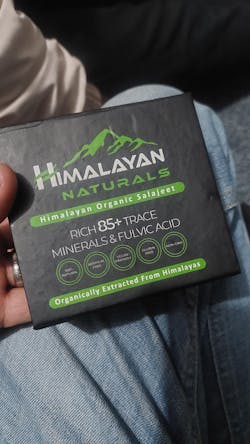 HIMALAYAN
NATURALS
Himalayan Organic Salajeet
RICH 85+ TRACE
MINERALS & FULVIC ACID
Organically Extracted From Himalayas